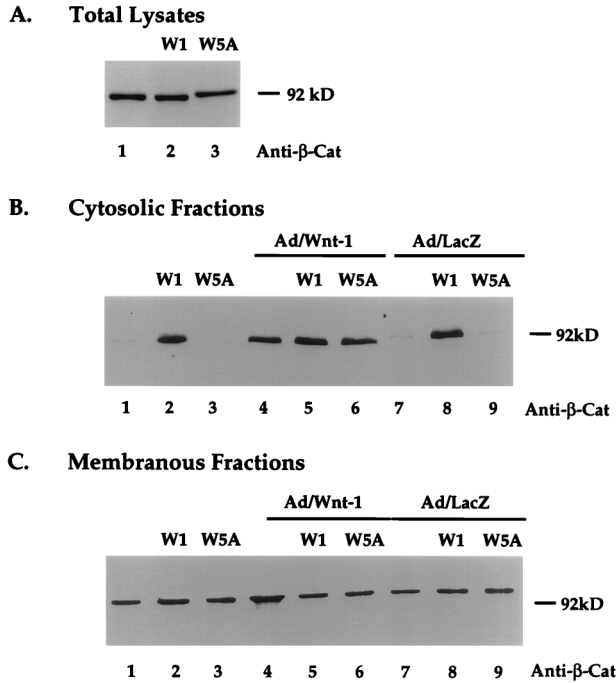 A. Total Lysates
W1 W5A
92 kD
1 2 3 Anti-β-Cat
B. Cytosolic Fractions
Ad/Wnt-1 Ad/LacZ
W1 W5A W1 W5A W1 W5A
92kD
1 2 3 4 5 6 7 8 9 Anti-β-Cat
C. Membranous Fractions
Ad/Wnt-1 Ad/LacZ
W1 W5A W1 W5A W1 W5A
92kD
1 2 3 4 5 6 7 8 9 Anti-β-Cat